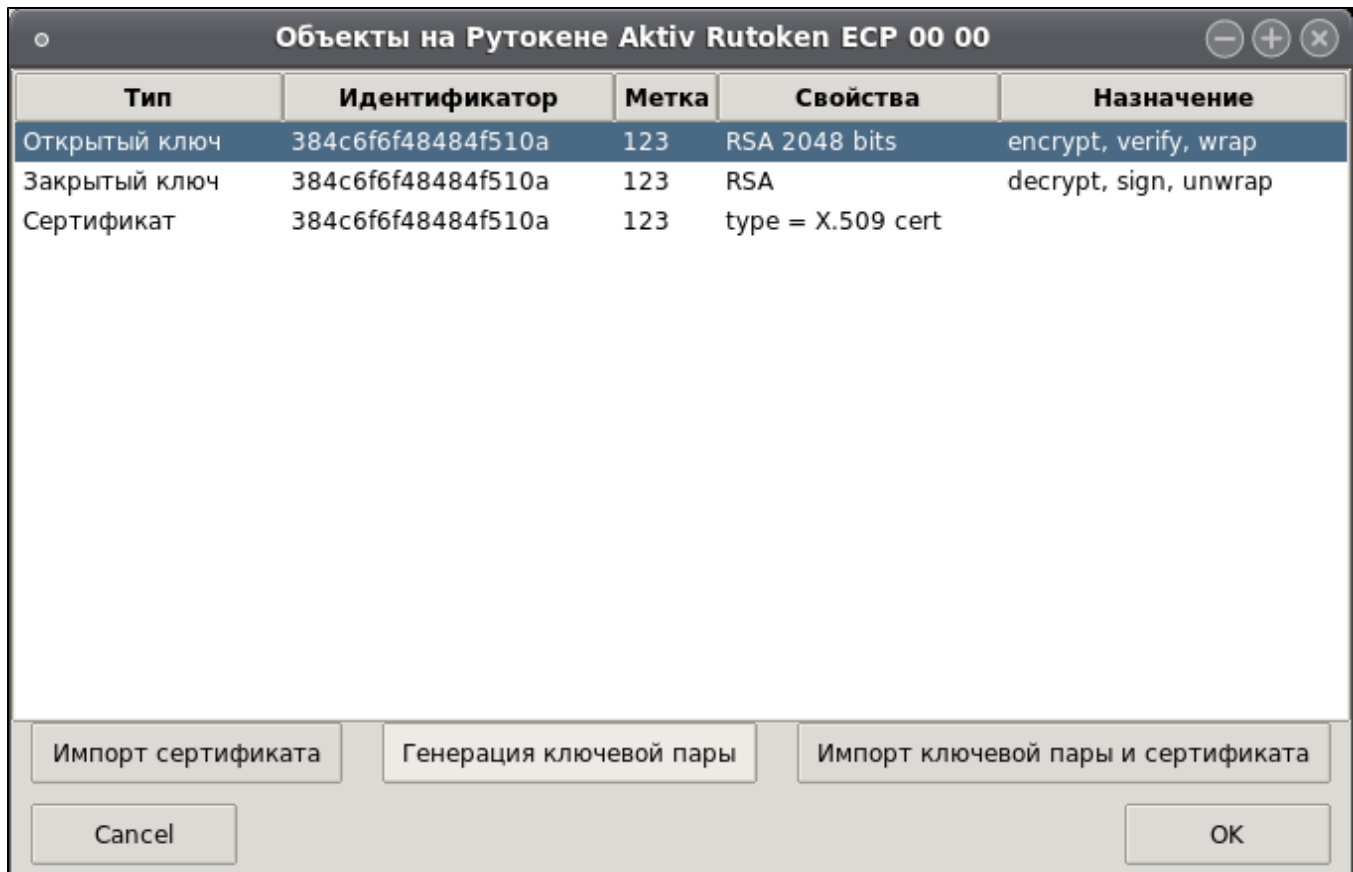 Объекты на Рутокене Aktiv Rutoken ECP 00 00
Тип Идентификатор Метка Свойства Назначение
Открытый ключ 384c6f6f48484f510a 123 RSA 2048 bits encrypt, verify, wrap
Закрытый ключ 384c6f6f48484f510a 123 RSA decrypt, sign, unwrap
Сертификат 384c6f6f48484f510a 123 type = X.509 cert
Импорт сертификата Генерация ключевой пары Импорт ключевой пары и сертификата
Cancel OK